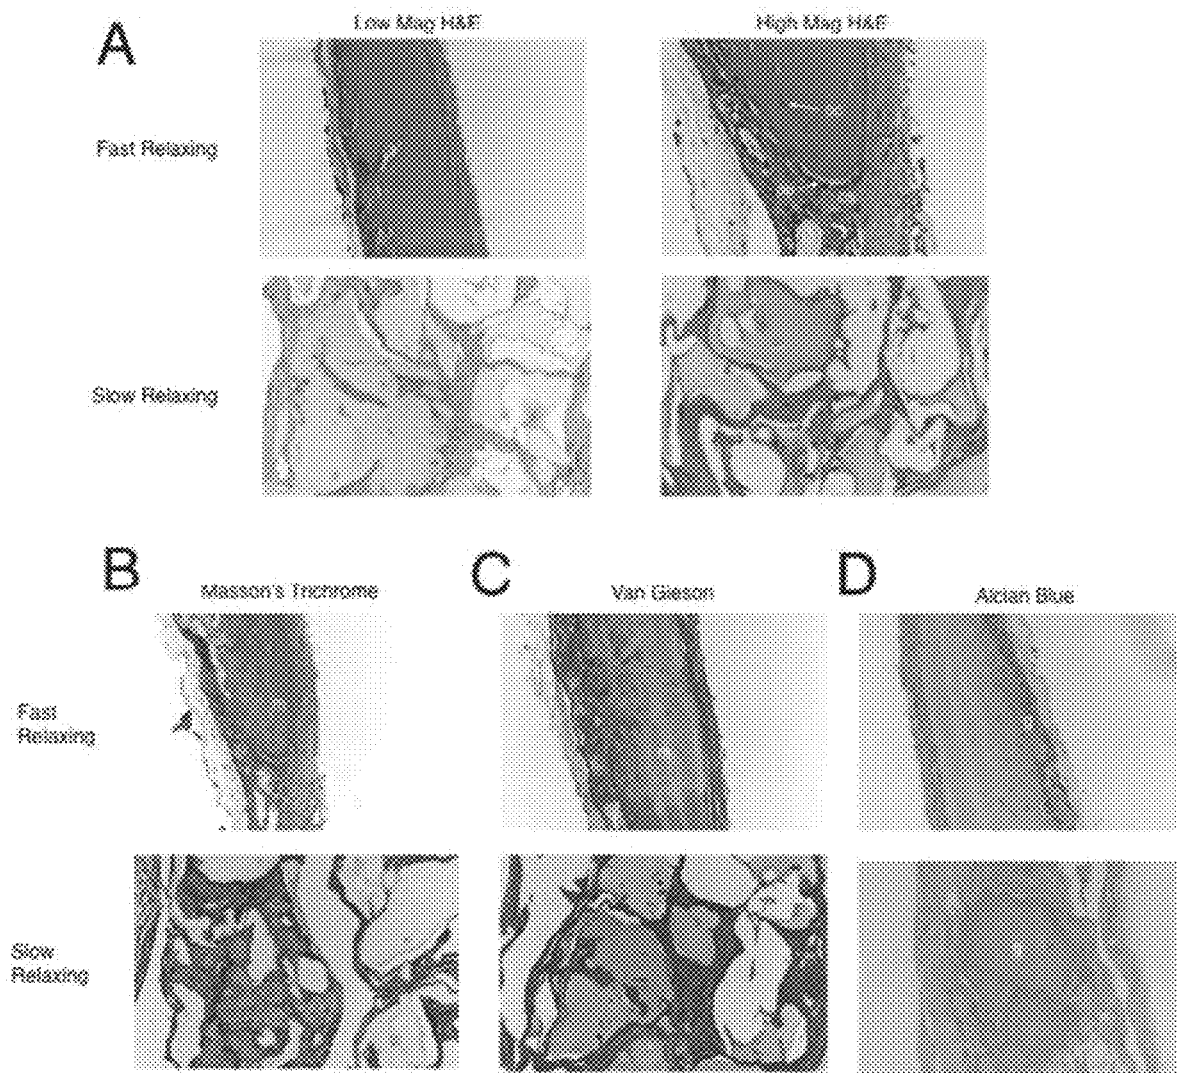 A
Low Mag H&E
High Mag H&E
Fast Relaxing
Slow Relaxing
B
Masson's Trichrome
C
Van Gieson
D
Alcian Blue
Fast
Relaxing
Slow
Relaxing